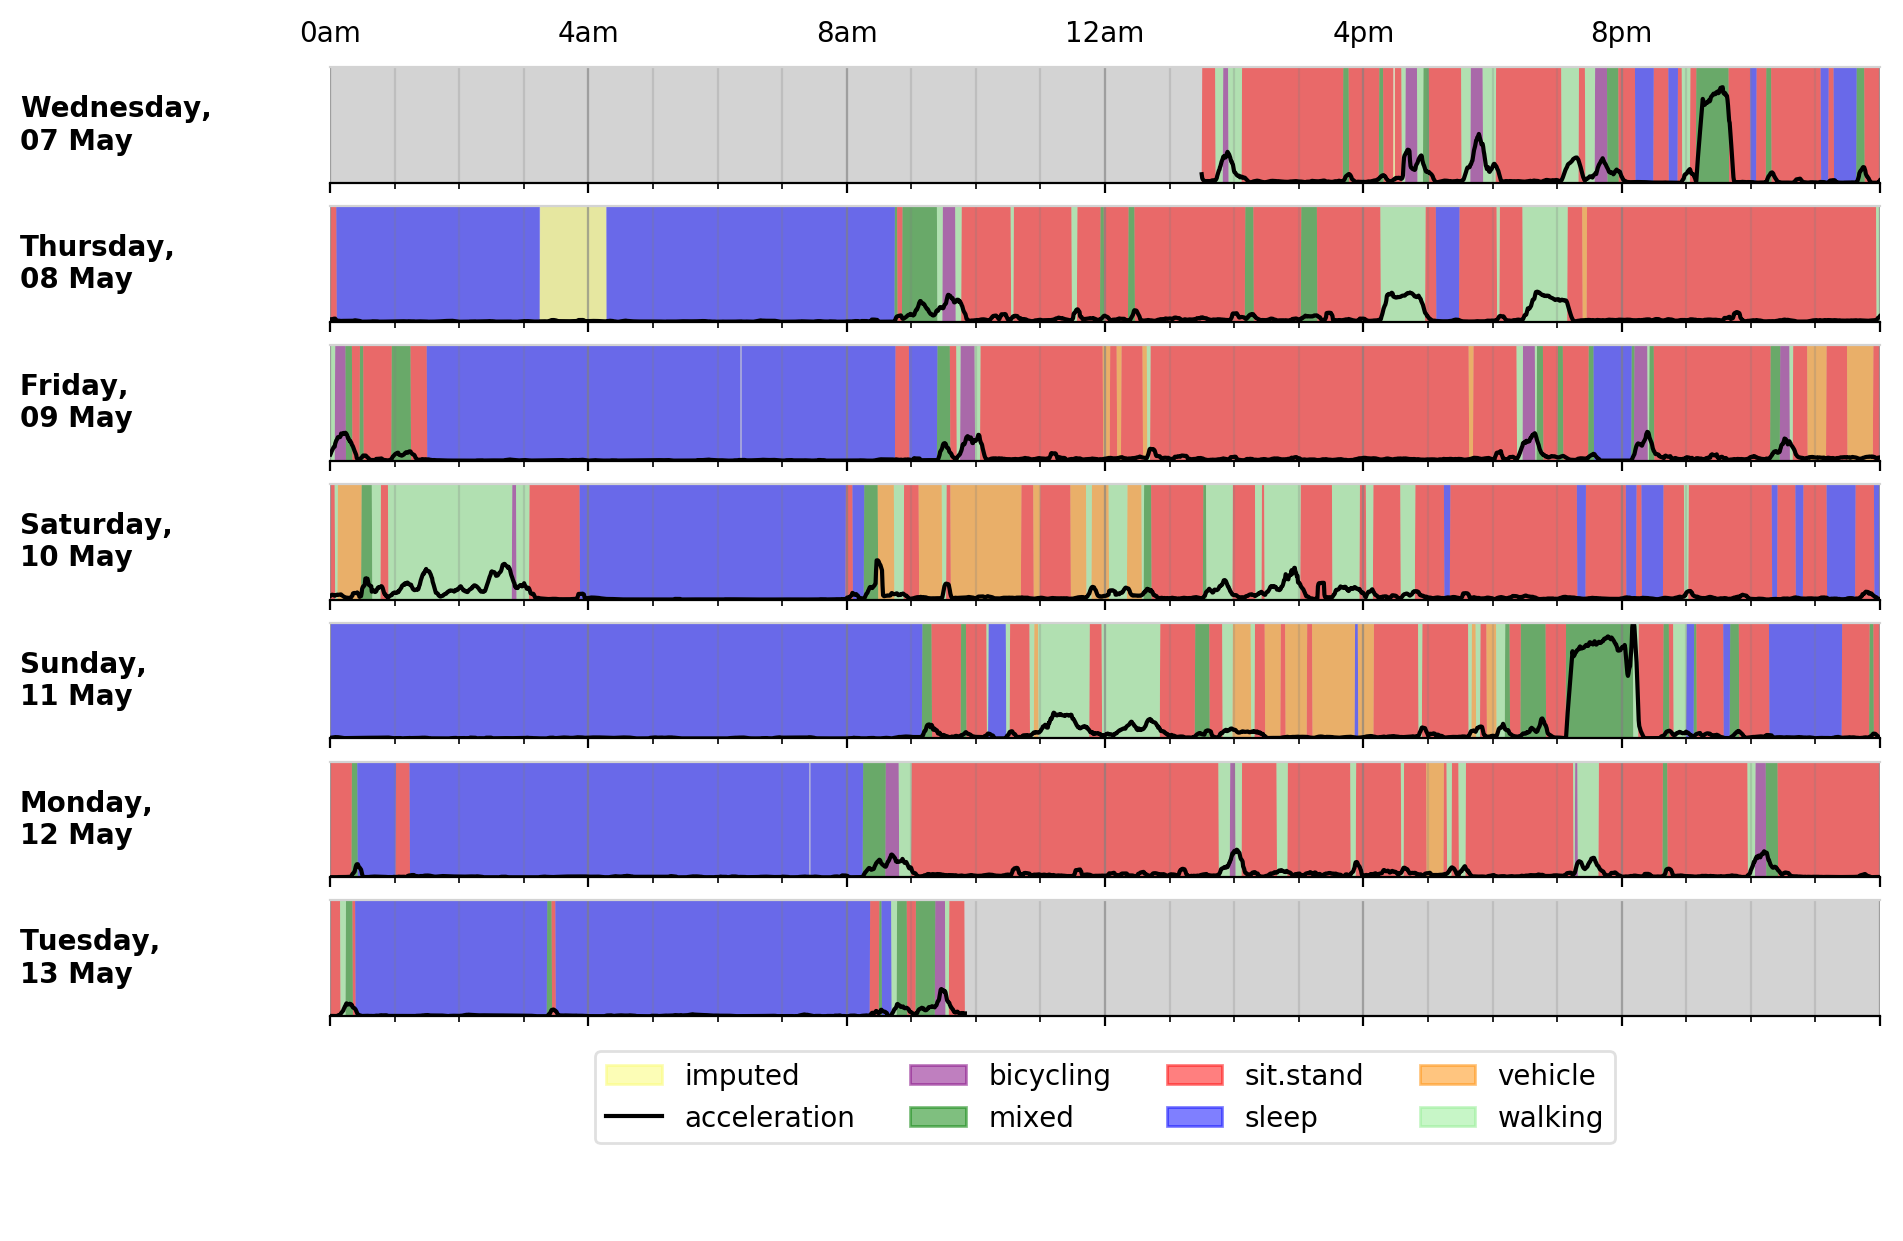 0am 4am 8am 12am 4pm 8pm
Wednesday,
07 May
Thursday,
08 May
Friday,
09 May
Saturday,
10 May
Sunday,
11 May
Monday,
12 May
Tuesday,
13 May
imputed bicycling sit.stand vehicle
acceleration mixed sleep walking